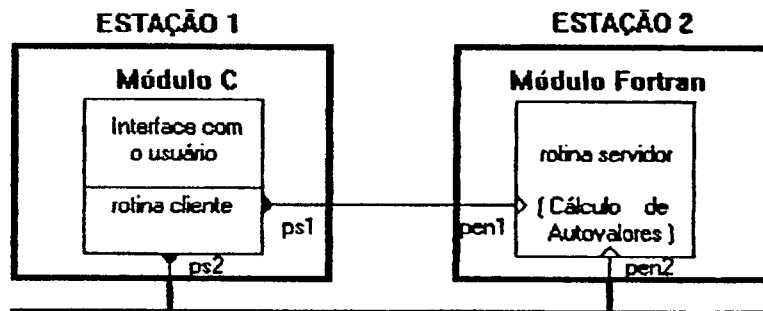 ESTAÇÃO 1
ESTAÇÃO 2
Módulo C
Módulo Fortran
Interface com
o usuário
rotina cliente
rotina servidor
( Cálculo de
Autovalores )
ps1
pen1
ps2
pen2